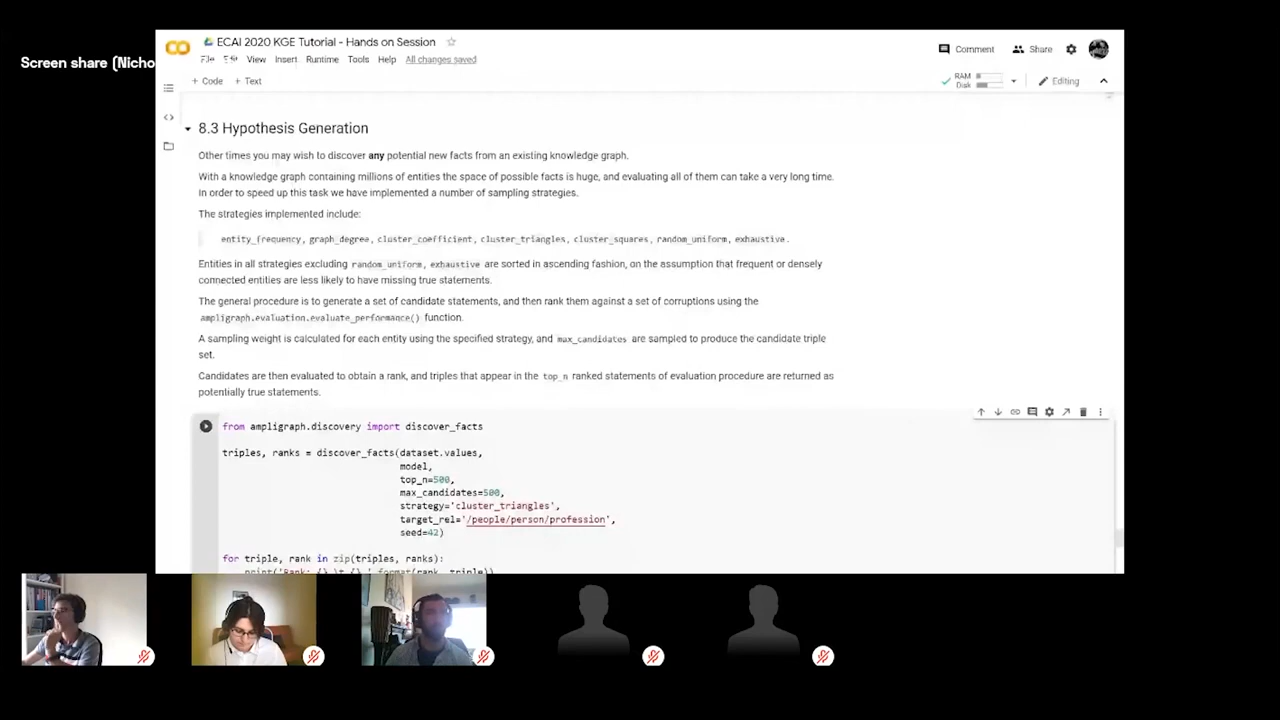 Screen share (Nicho
ECAI 2020 KGE Tutorial - Hands on Session
File Edit View Insert Runtime Tools Help All changes saved
Comment Share
+ Code + Text
RAM
Disk
Editing
8.3 Hypothesis Generation
Other times you may wish to discover any potential new facts from an existing knowledge graph.
With a knowledge graph containing millions of entities the space of possible facts is huge, and evaluating all of them can take a very long time.
In order to speed up this task we have implemented a number of sampling strategies.
The strategies implemented include:
entity_frequency, graph_degree, cluster_coefficient, cluster_triangles, cluster_squares, random_uniform, exhaustive.
Entities in all strategies excluding random_uniform, exhaustive are sorted in ascending fashion, on the assumption that frequent or densely
connected entities are less likely to have missing true statements.
The general procedure is to generate a set of candidate statements, and then rank them against a set of corruptions using the
ampligraph.evaluation.evaluate_performance() function.
A sampling weight is calculated for each entity using the specified strategy, and max_candidates are sampled to produce the candidate triple
set.
Candidates are then evaluated to obtain a rank, and triples that appear in the top_n ranked statements of evaluation procedure are returned as
potentially true statements.
from ampligraph.discovery import discover_facts
triples, ranks = discover_facts(dataset.values,
model,
top_n=500,
max_candidates=500,
strategy='cluster_triangles',
target_rel='/people/person/profession',
seed=42)
for triple, rank in zip(triples, ranks):
print('Rank: {} \t {}'.format(rank, triple))